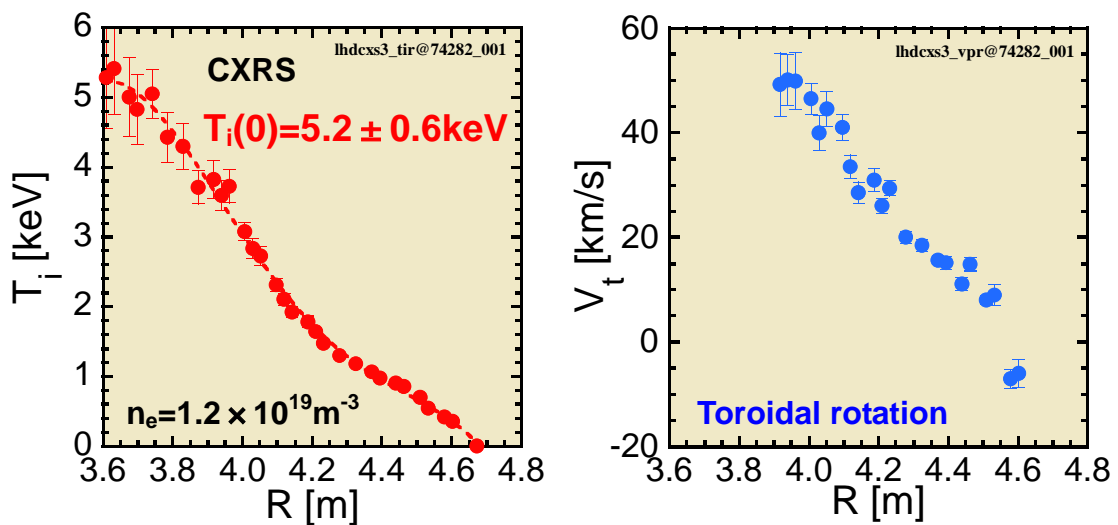 lhdcxs3_tir@74282_001
CXRS
T_i(0)=5.2 ± 0.6keV
n_e=1.2 × 10^19 m^-3
T_i [keV]
6
5
4
3
2
1
0
3.6 3.8 4.0 4.2 4.4 4.6 4.8
R [m]
lhdcxs3_vpr@74282_001
Toroidal rotation
V_t [km/s]
60
40
20
0
-20
3.6 3.8 4.0 4.2 4.4 4.6 4.8
R [m]